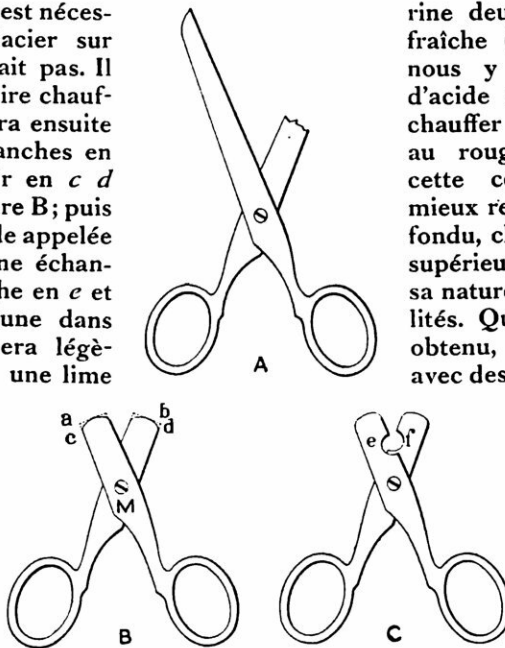 est néces-
acier sur
ait pas. Il
ire chauf-
ra ensuite
anches en
r en c d
re B; puis
le appelée
ne échan-
he en e et
une dans
era légè-
une lime
rine deu
fraîche
nous y
d'acide
chauffer
au roug
cette co
mieux re
fondu, cl
supérieu
sa nature
lités. Qu
obtenu,
avec des
A
a
c
b
d
M
B
e
f
C